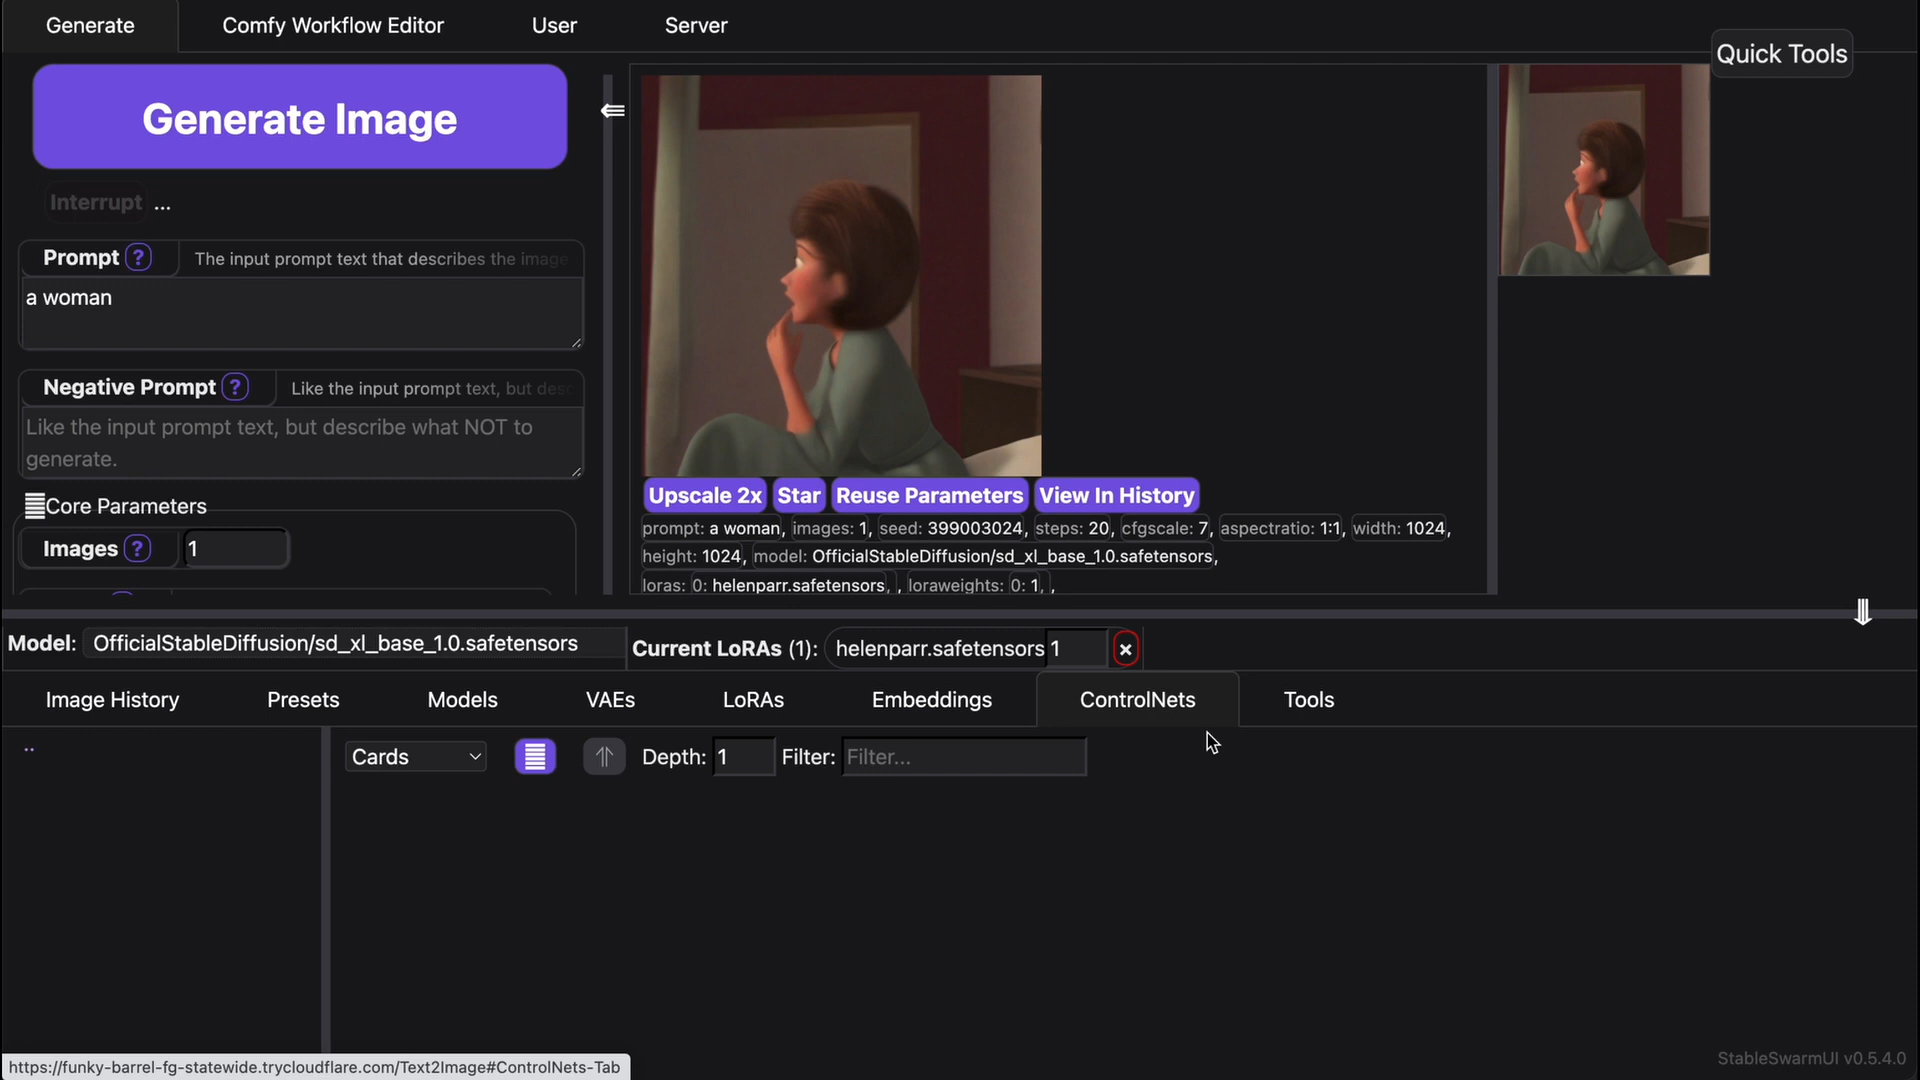 Generate
Comfy Workflow Editor
User
Server
Quick Tools
Generate Image
Interrupt ...
Prompt ? The input prompt text that describes the image
a woman
Negative Prompt ? Like the input prompt text, but desc
Like the input prompt text, but describe what NOT to
generate.
Core Parameters
Images ? 1
Upscale 2x Star Reuse Parameters View In History
prompt: a woman, images: 1, seed: 399003024, steps: 20, cfgscale: 7, aspectratio: 1:1, width: 1024,
height: 1024, model: OfficialStableDiffusion/sd_xl_base_1.0.safetensors,
loras: 0: helenparr.safetensors, , loraweights: 0: 1, ,
Model: OfficialStableDiffusion/sd_xl_base_1.0.safetensors
Current LoRAs (1): helenparr.safetensors 1 ×
Image History
Presets
Models
VAEs
LoRAs
Embeddings
ControlNets
Tools
..
Cards
Depth: 1 Filter: Filter...
https://funky-barrel-fg-statewide.trycloudflare.com/Text2Image#ControlNets-Tab
StableSwarmUI v0.5.4.0